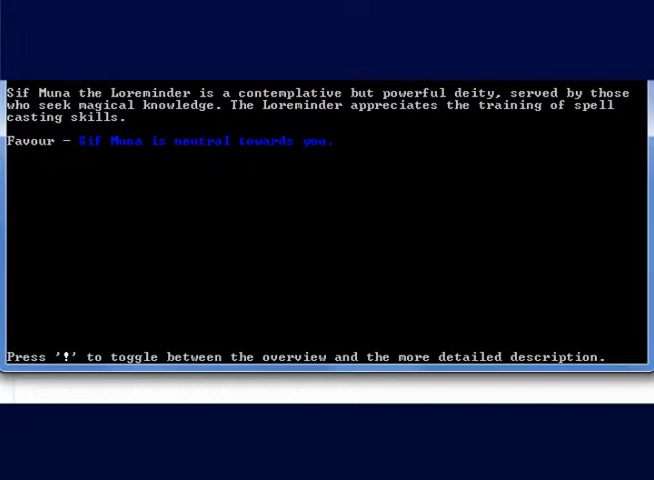 Sif Muna the Loreminder is a contemplative but powerful deity, served by those
who seek magical knowledge. The Loreminder appreciates the training of spell
casting skills.
Favour - Sif Muna is neutral towards you.
Press '!' to toggle between the overview and the more detailed description.